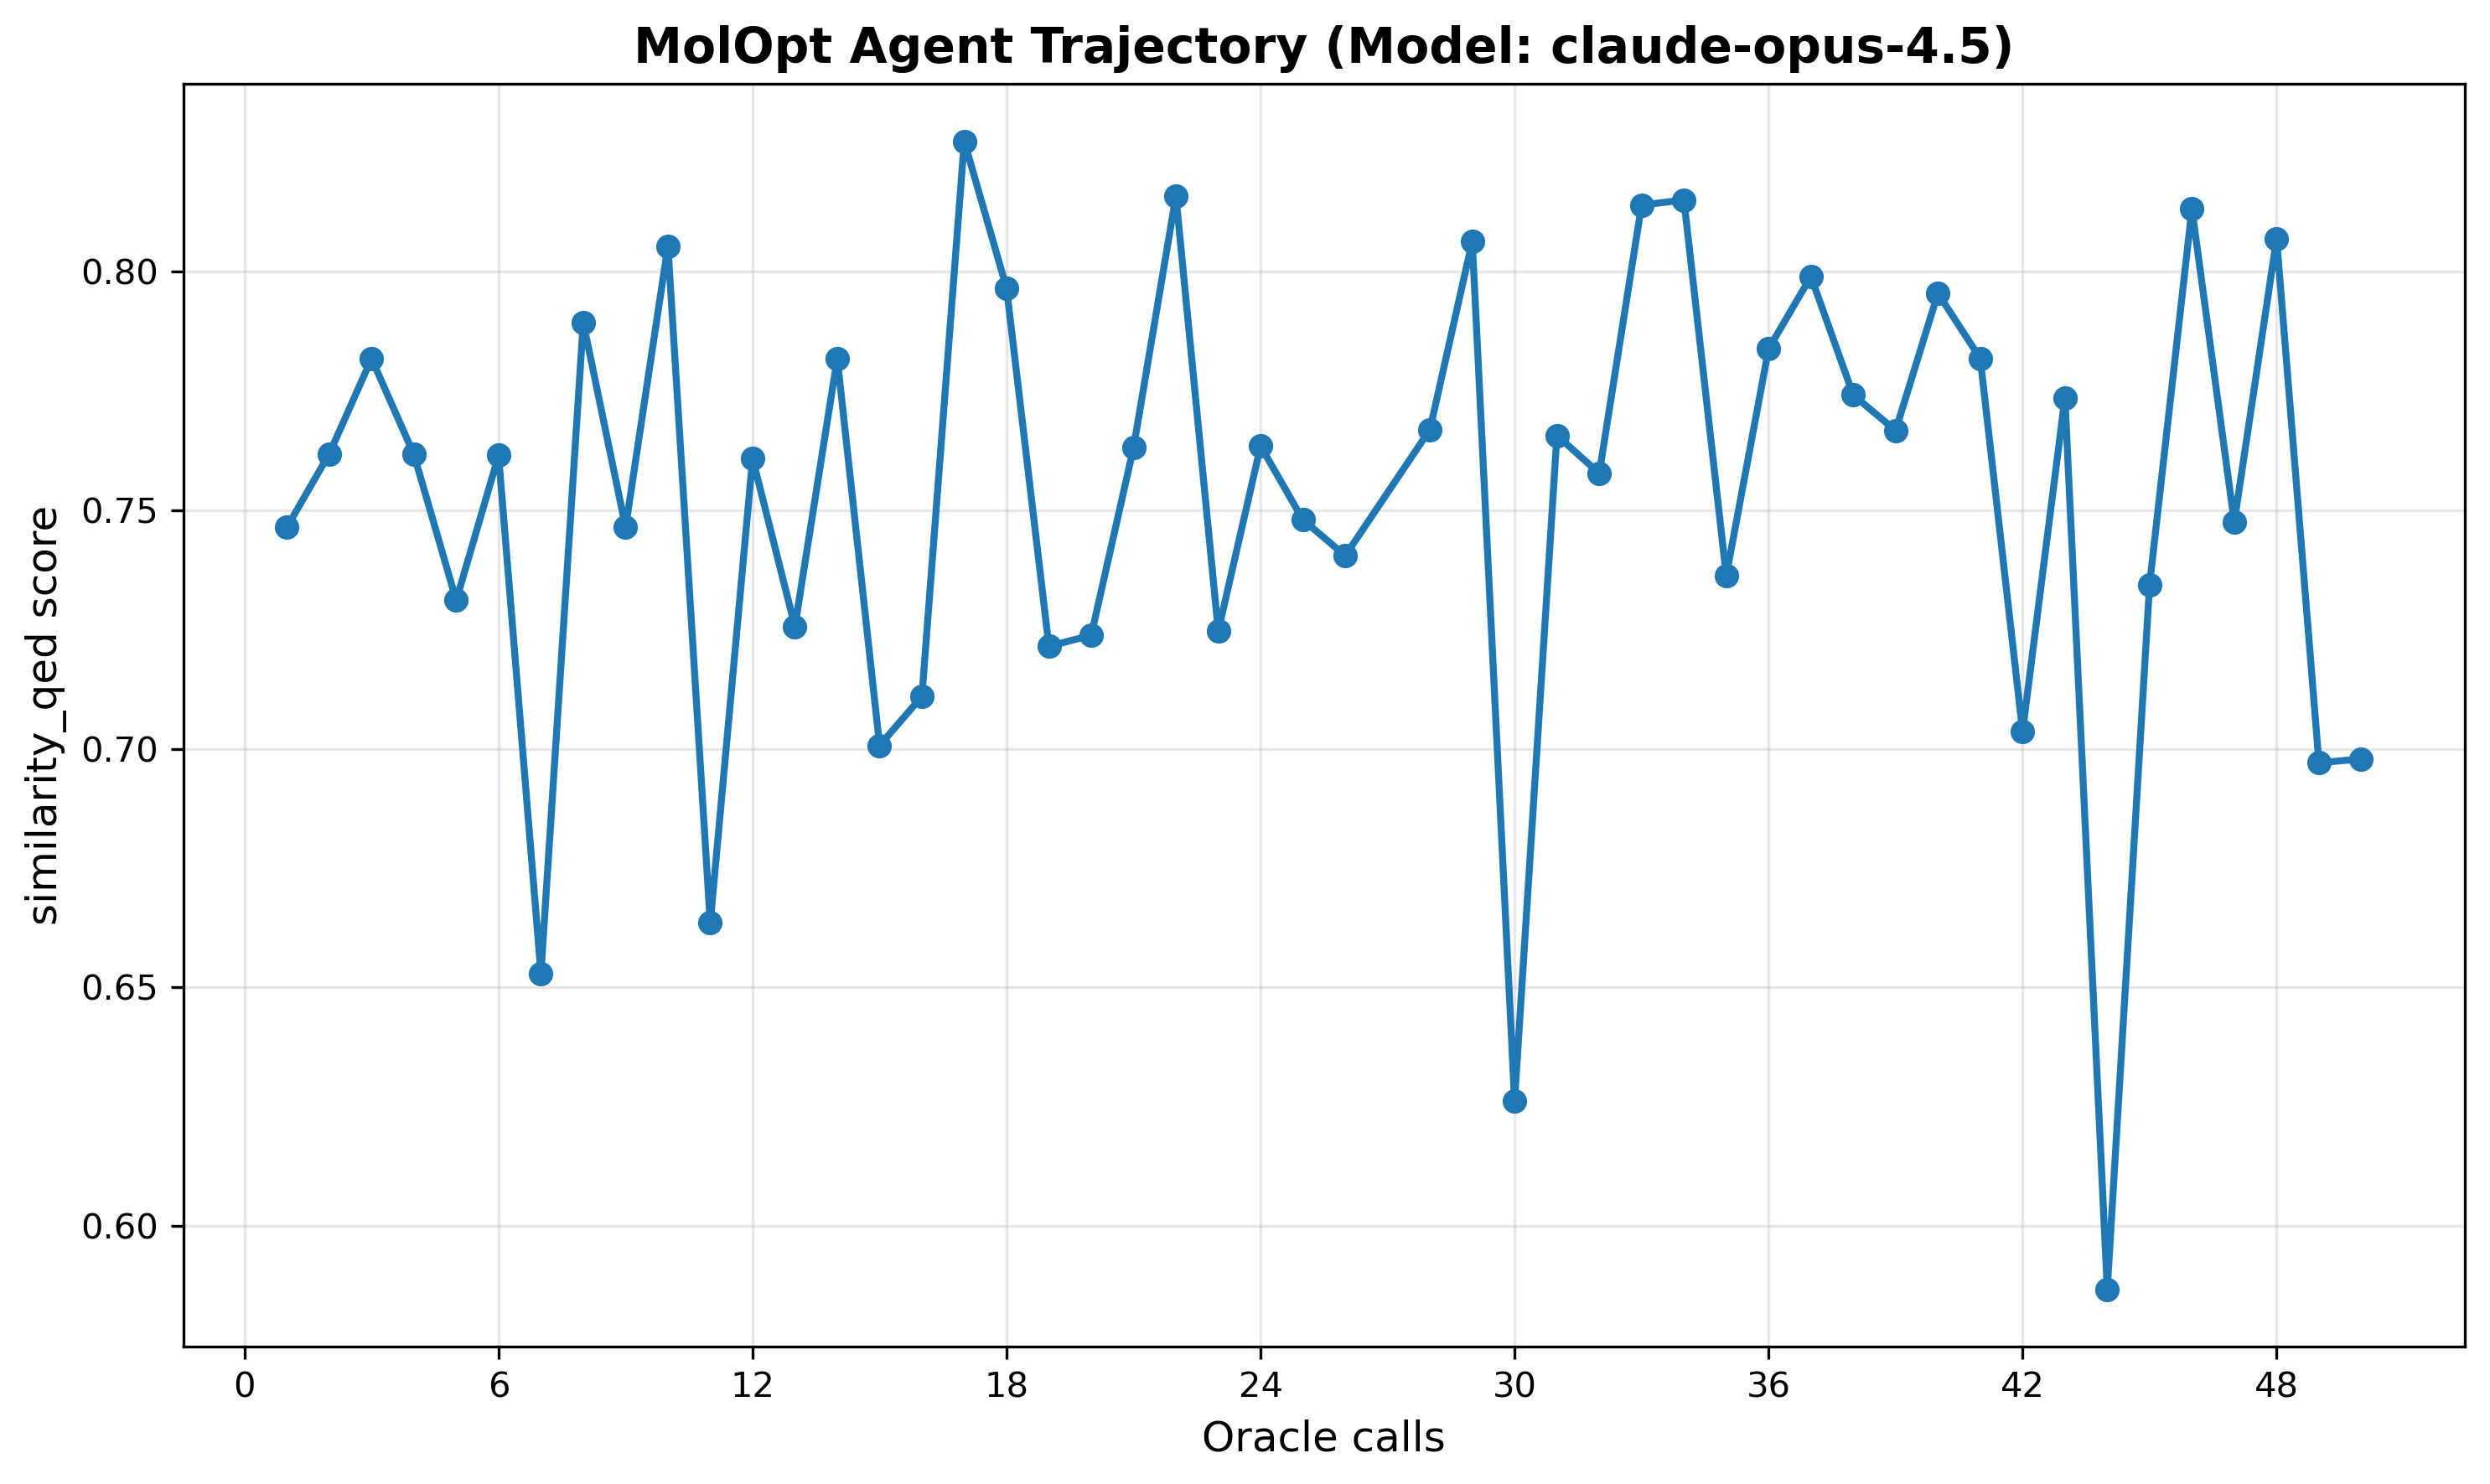 MolOpt Agent Trajectory (Model: claude-opus-4.5)
similarity_qed score
0.80
0.75
0.70
0.65
0.60
0 6 12 18 24 30 36 42 48
Oracle calls